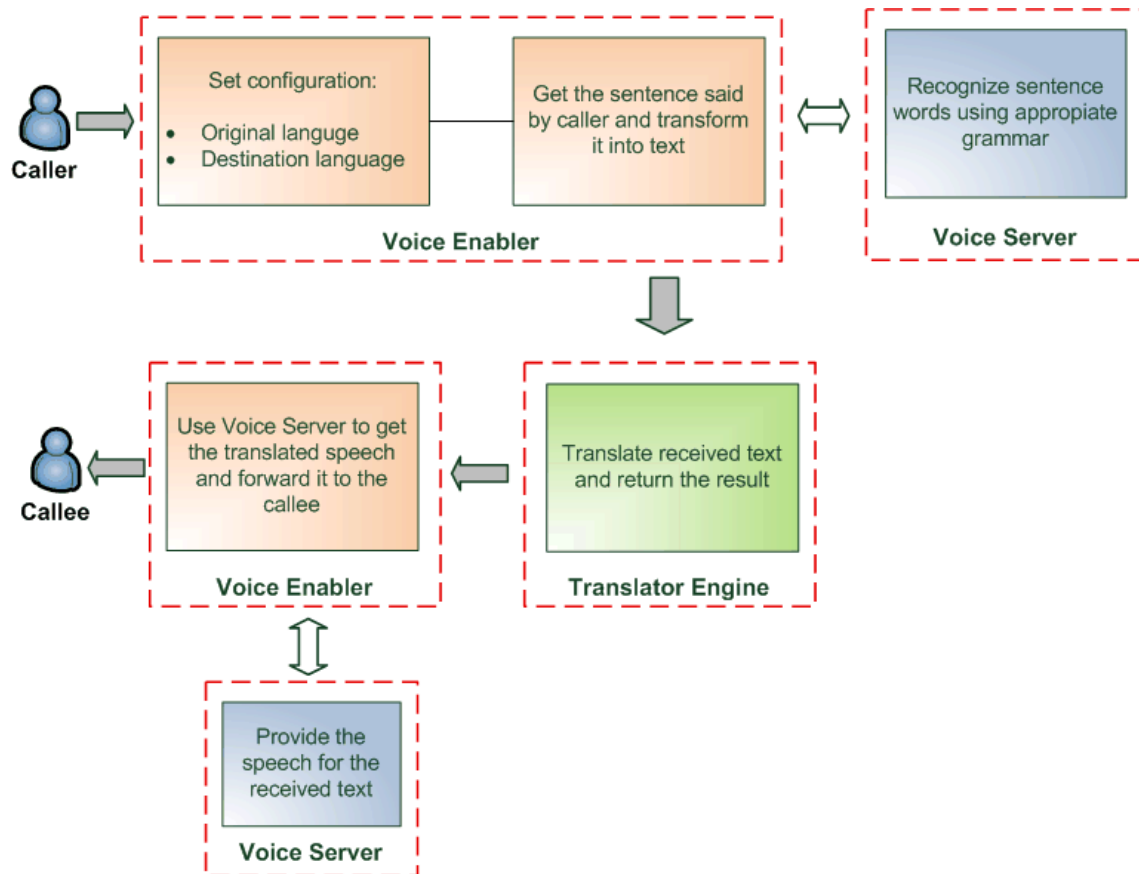 Set configuration:
• Original languge
• Destination language
Get the sentence said
by caller and transform
it into text
Recognize sentence
words using appropiate
grammar
Caller
Voice Enabler
Voice Server
Use Voice Server to get
the translated speech
and forward it to the
callee
Translate received text
and return the result
Callee
Voice Enabler
Translator Engine
Provide the
speech for the
received text
Voice Server